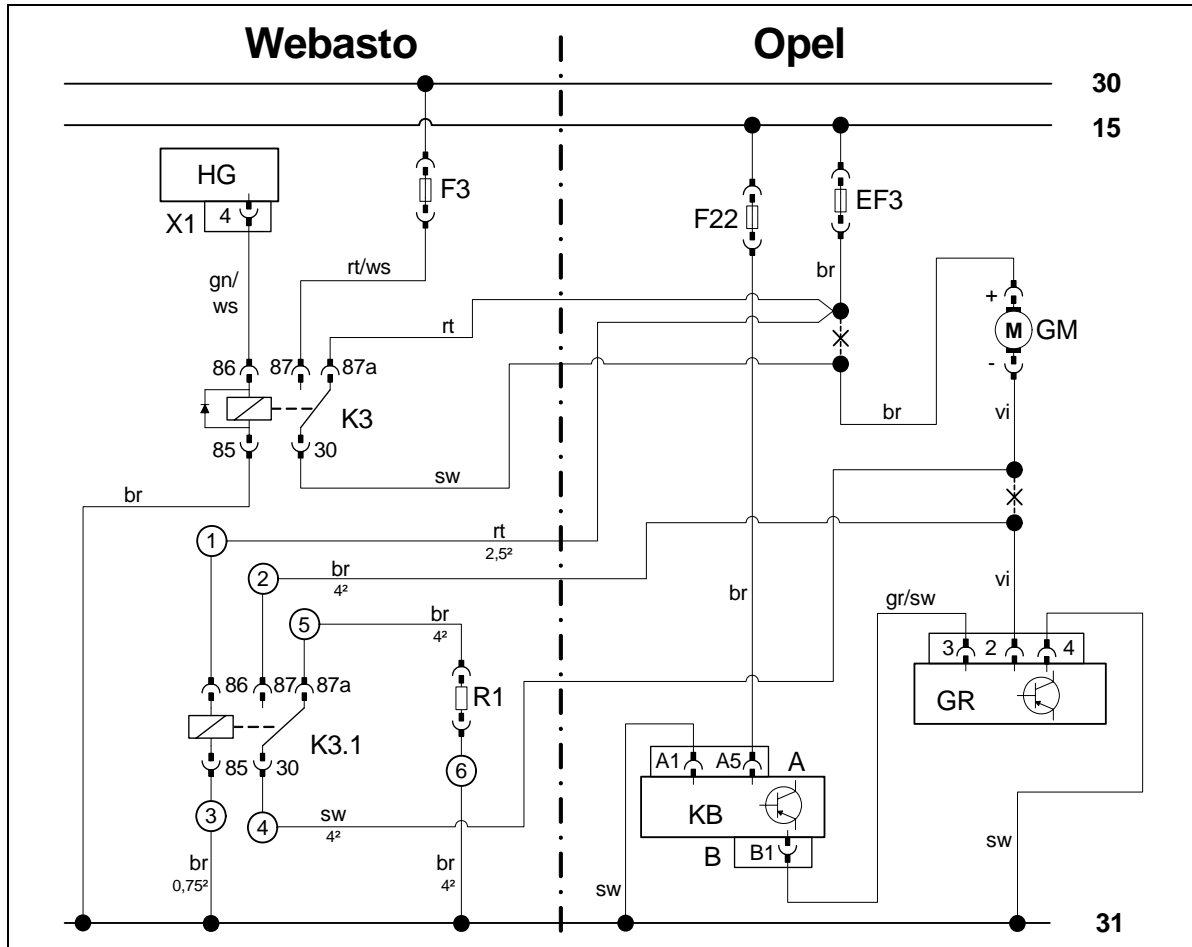 Webasto Opel
30
15
HG
F3
EF3
F22
X1 4
gn/
ws
rt/ws
br
rt
+
M GM
-
86 87 87a
K3
br
vi
85 30
sw
br
1
rt
2,5²
2
br
4²
vi
5
br
4²
br
gr/sw
3 2 4
86 87 87a
R1
GR
K3.1
85 30
6
A1 A5 A
KB
3
4
sw
4²
B B1
br
0,75²
br
4²
sw
sw
31